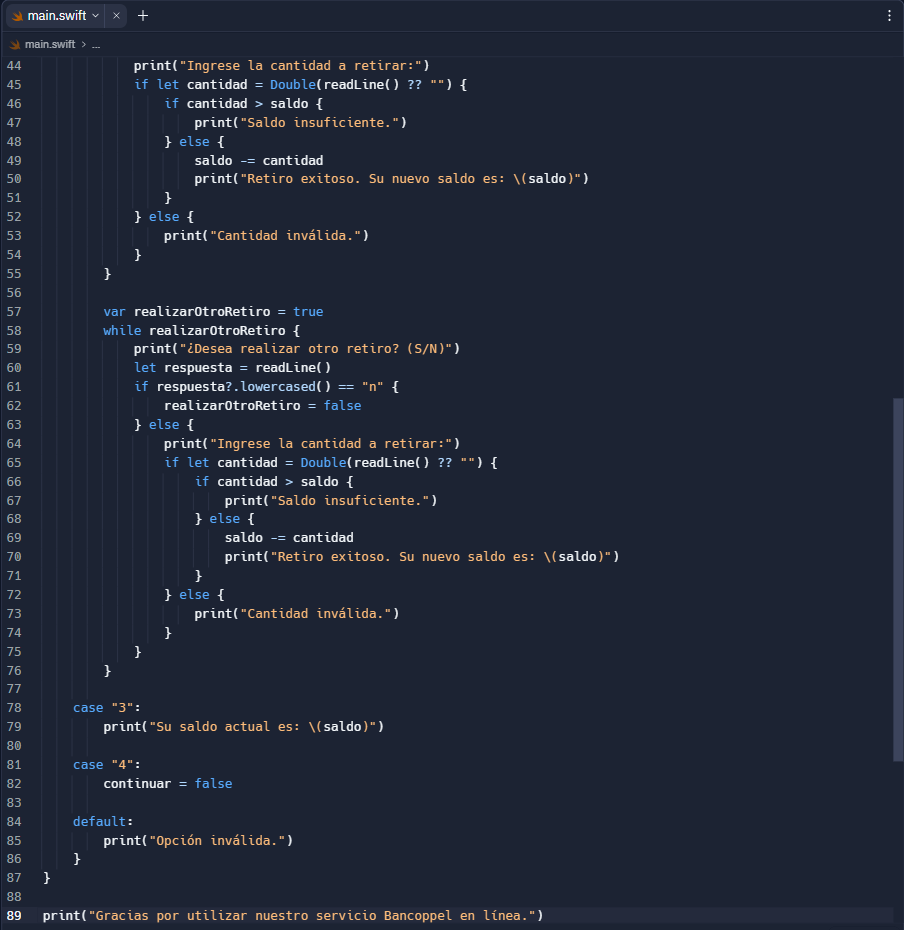 main.swift
main.swift > ...
44 print("Ingrese la cantidad a retirar:")
45 if let cantidad = Double(readLine() ?? "") {
46 if cantidad > saldo {
47 print("Saldo insuficiente.")
48 } else {
49 saldo -= cantidad
50 print("Retiro exitoso. Su nuevo saldo es: \(saldo)")
51 }
52 } else {
53 print("Cantidad inválida.")
54 }
55 }
56
57 var realizarOtroRetiro = true
58 while realizarOtroRetiro {
59 print("¿Desea realizar otro retiro? (S/N)")
60 let respuesta = readLine()
61 if respuesta?.lowercased() == "n" {
62 realizarOtroRetiro = false
63 } else {
64 print("Ingrese la cantidad a retirar:")
65 if let cantidad = Double(readLine() ?? "") {
66 if cantidad > saldo {
67 print("Saldo insuficiente.")
68 } else {
69 saldo -= cantidad
70 print("Retiro exitoso. Su nuevo saldo es: \(saldo)")
71 }
72 } else {
73 print("Cantidad inválida.")
74 }
75 }
76 }
77
78 case "3":
79 print("Su saldo actual es: \(saldo)")
80
81 case "4":
82 continuar = false
83
84 default:
85 print("Opción inválida.")
86 }
87 }
88
89 print("Gracias por utilizar nuestro servicio Bancoppel en línea.")